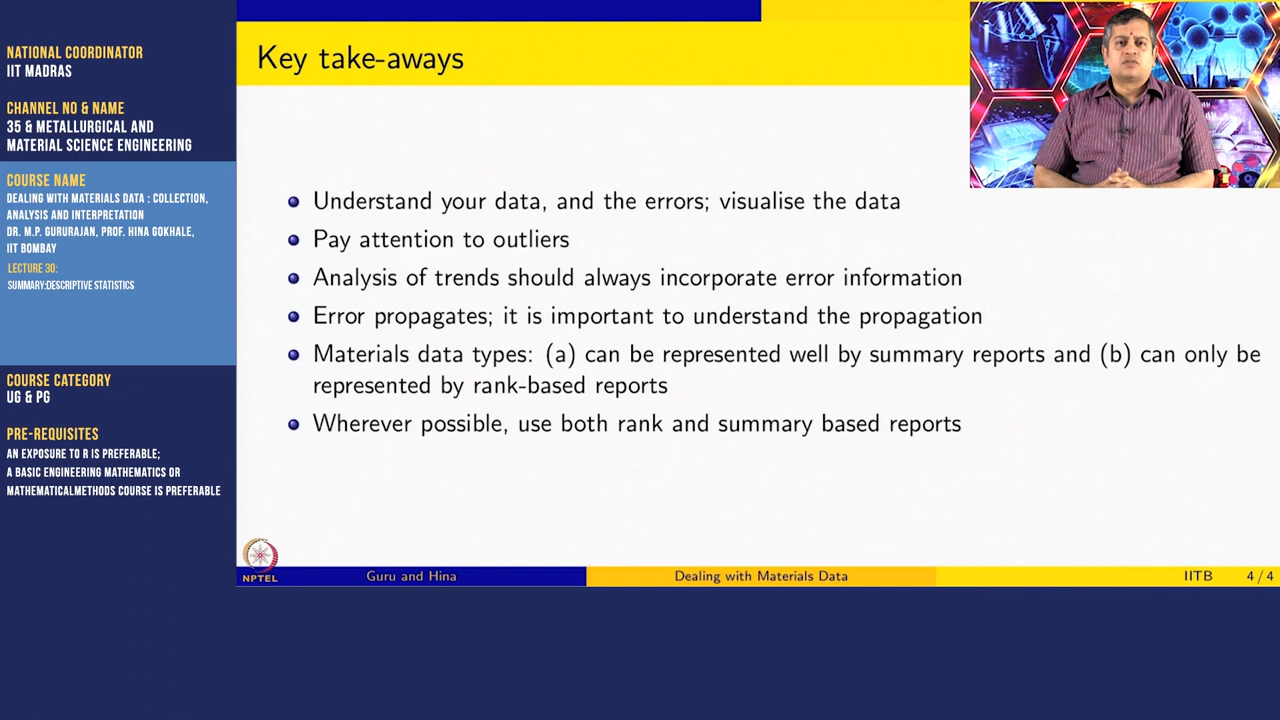 NATIONAL COORDINATOR
IIT MADRAS
CHANNEL NO & NAME
35 & METALLURGICAL AND
MATERIAL SCIENCE ENGINEERING
COURSE NAME
DEALING WITH MATERIALS DATA : COLLECTION,
ANALYSIS AND INTERPRETATION
DR. M.P. GURURAJAN, PROF. HINA GOKHALE,
IIT BOMBAY
LECTURE 30:
SUMMARY:DESCRIPTIVE STATISTICS
COURSE CATEGORY
UG & PG
PRE-REQUISITES
AN EXPOSURE TO R IS PREFERABLE;
A BASIC ENGINEERING MATHEMATICS OR
MATHEMATICALMETHODS COURSE IS PREFERABLE
Key take-aways
Understand your data, and the errors; visualise the data
Pay attention to outliers
Analysis of trends should always incorporate error information
Error propagates; it is important to understand the propagation
Materials data types: (a) can be represented well by summary reports and (b) can only be
represented by rank-based reports
Wherever possible, use both rank and summary based reports
NPTEL
Guru and Hina
Dealing with Materials Data
IITB
4 / 4